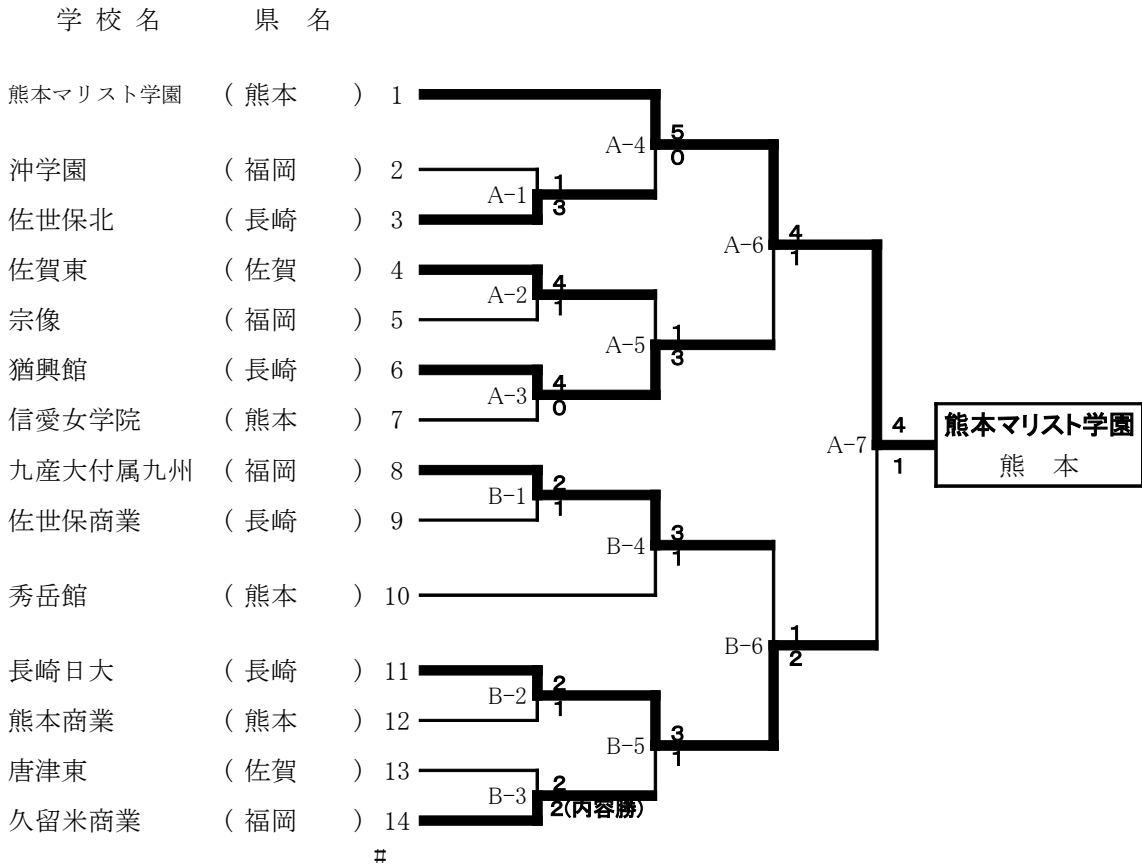 学 校 名 県 名
熊本マリスト学園 ( 熊本 ) 1
5
A-4
0
沖学園 ( 福岡 ) 2
1
A-1
3
佐世保北 ( 長崎 ) 3
4
A-6
1
佐賀東 ( 佐賀 ) 4
4
A-2
1
宗像 ( 福岡 ) 5
1
A-5
3
猶興館 ( 長崎 ) 6
4
A-3
0
信愛女学院 ( 熊本 ) 7
4
A-7
1
熊本マリスト学園
熊 本
九産大付属九州 ( 福岡 ) 8
2
B-1
1
佐世保商業 ( 長崎 ) 9
3
B-4
1
秀岳館 ( 熊本 ) 10
1
B-6
2
長崎日大 ( 長崎 ) 11
2
B-2
1
熊本商業 ( 熊本 ) 12
3
B-5
1
唐津東 ( 佐賀 ) 13
2
B-3
2(内容勝)
久留米商業 ( 福岡 ) 14
#